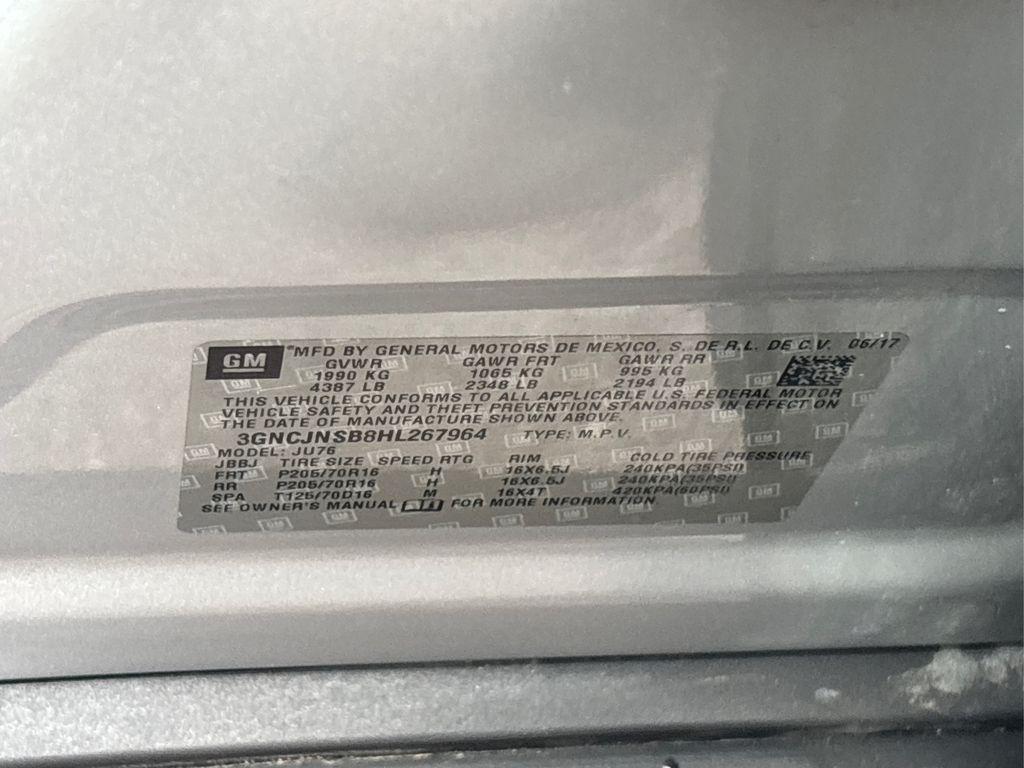 GM
*MFD BY GENERAL MOTORS DE MEXICO, S. DE R.L. DE C.V. 06/17
GVWR GAWR FRT GAWR RR
1990 KG 1065 KG 995 KG
4387 LB 2348 LB 2194 LB
THIS VEHICLE CONFORMS TO ALL APPLICABLE U.S. FEDERAL MOTOR
VEHICLE SAFETY AND THEFT PREVENTION STANDARDS IN EFFECT ON
THE DATE OF MANUFACTURE SHOWN ABOVE.
3GNCJNSB8HL267964 TYPE: M.P.V.
MODEL: JU76
JBBJ TIRE SIZE SPEED RTG RIM COLD TIRE PRESSURE
FRT P205/70R16 H 16X6.5J 240KPA(35PSI)
RR P205/70R16 H 16X6.5J 240KPA(35PSI)
SPA T125/70D16 M 16X4T 420KPA(60PSI)
SEE OWNER'S MANUAL FOR MORE INFORMATION